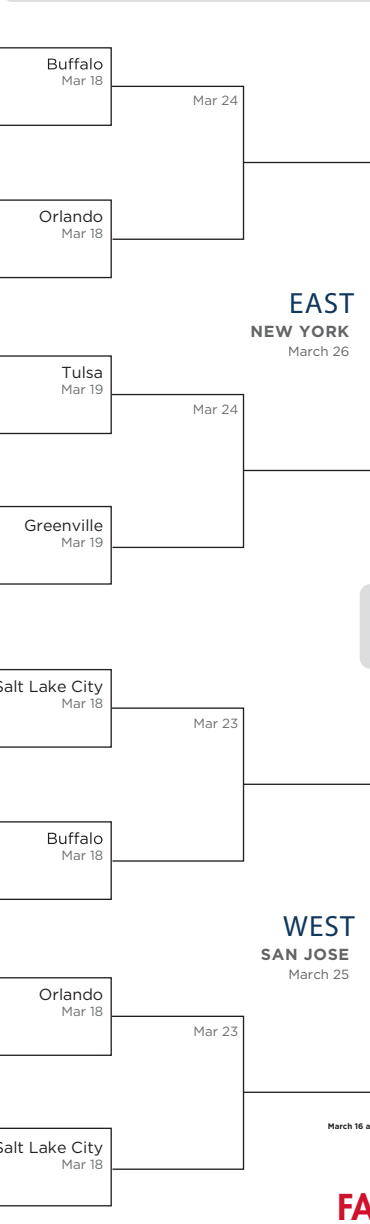 Buffalo
Mar 18
Mar 24
Orlando
Mar 18
EAST
NEW YORK
March 26
Tulsa
Mar 19
Mar 24
Greenville
Mar 19
Salt Lake City
Mar 18
Mar 23
Buffalo
Mar 18
WEST
SAN JOSE
March 25
Orlando
Mar 18
Mar 23
March 16 a
Salt Lake City
Mar 18
FA